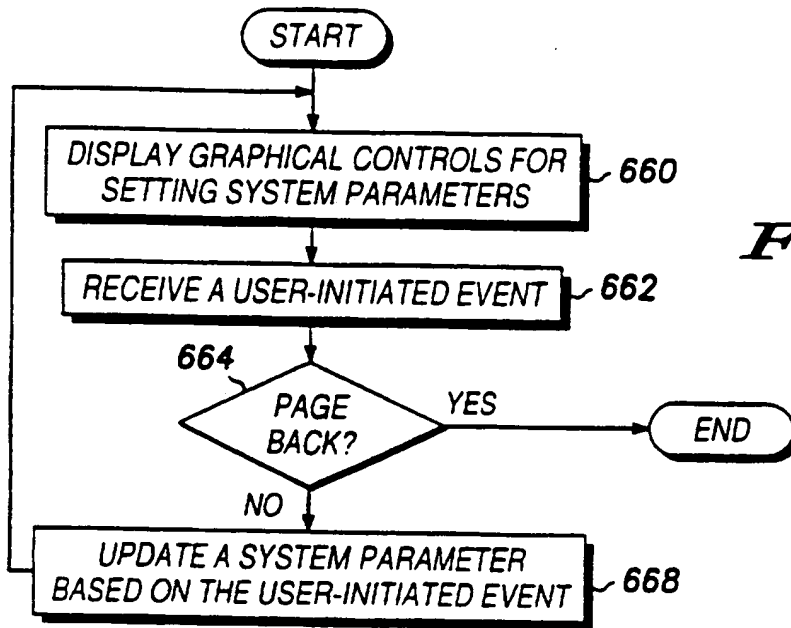 START
DISPLAY GRAPHICAL CONTROLS FOR
SETTING SYSTEM PARAMETERS
660
F
RECEIVE A USER-INITIATED EVENT
662
664
PAGE
BACK?
YES
END
NO
UPDATE A SYSTEM PARAMETER
BASED ON THE USER-INITIATED EVENT
668